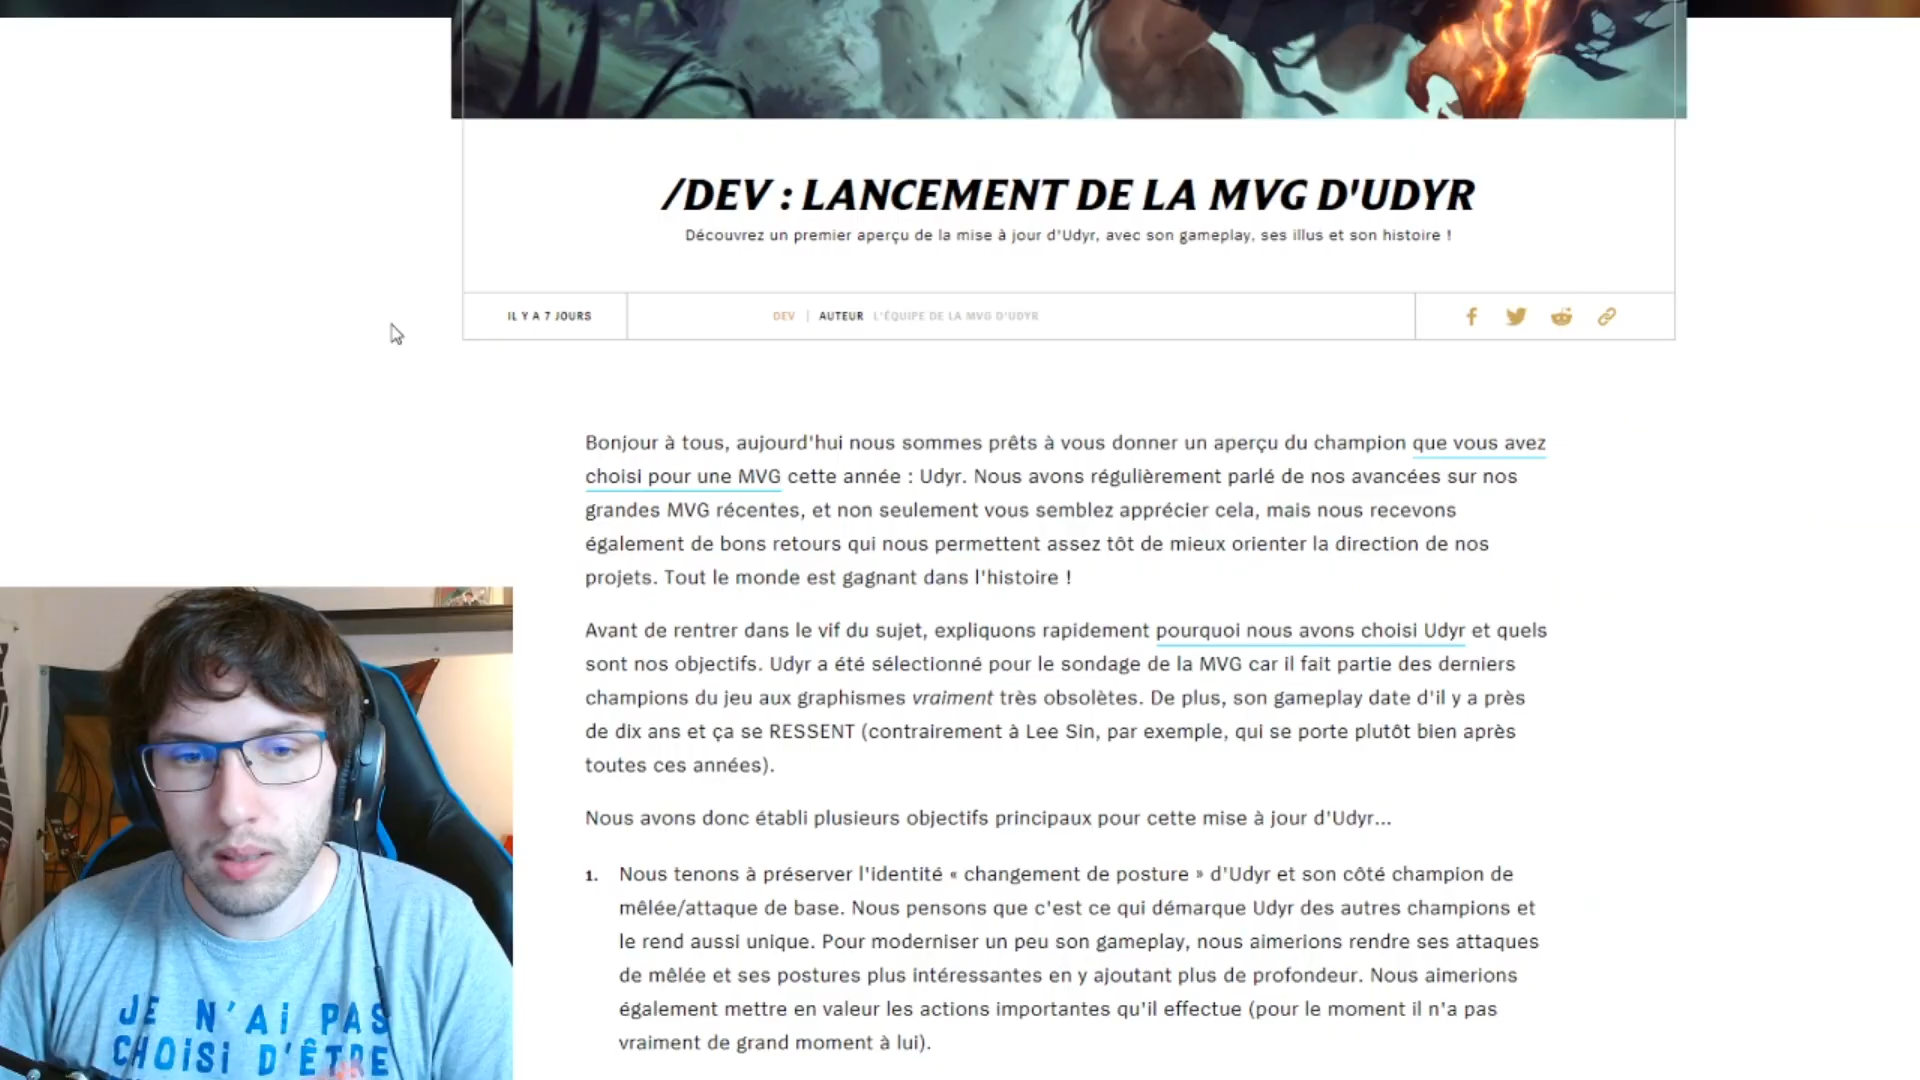 /DEV : LANCEMENT DE LA MVG D'UDYR
Découvrez un premier aperçu de la mise à jour d'Udyr, avec son gameplay, ses illus et son histoire !
IL Y A 7 JOURS
DEV | AUTEUR L'ÉQUIPE DE LA MVG D'UDYR
Bonjour à tous, aujourd'hui nous sommes prêts à vous donner un aperçu du champion que vous avez
choisi pour une MVG cette année : Udyr. Nous avons régulièrement parlé de nos avancées sur nos
grandes MVG récentes, et non seulement vous semblez apprécier cela, mais nous recevons
également de bons retours qui nous permettent assez tôt de mieux orienter la direction de nos
projets. Tout le monde est gagnant dans l'histoire !
Avant de rentrer dans le vif du sujet, expliquons rapidement pourquoi nous avons choisi Udyr et quels
sont nos objectifs. Udyr a été sélectionné pour le sondage de la MVG car il fait partie des derniers
champions du jeu aux graphismes vraiment très obsolètes. De plus, son gameplay date d'il y a près
de dix ans et ça se RESSENT (contrairement à Lee Sin, par exemple, qui se porte plutôt bien après
toutes ces années).
Nous avons donc établi plusieurs objectifs principaux pour cette mise à jour d'Udyr...
1. Nous tenons à préserver l'identité « changement de posture » d'Udyr et son côté champion de
mêlée/attaque de base. Nous pensons que c'est ce qui démarque Udyr des autres champions et
le rend aussi unique. Pour moderniser un peu son gameplay, nous aimerions rendre ses attaques
de mêlée et ses postures plus intéressantes en y ajoutant plus de profondeur. Nous aimerions
également mettre en valeur les actions importantes qu'il effectue (pour le moment il n'a pas
vraiment de grand moment à lui).
JE N'AI PAS
CHOISI D'ÊTRE